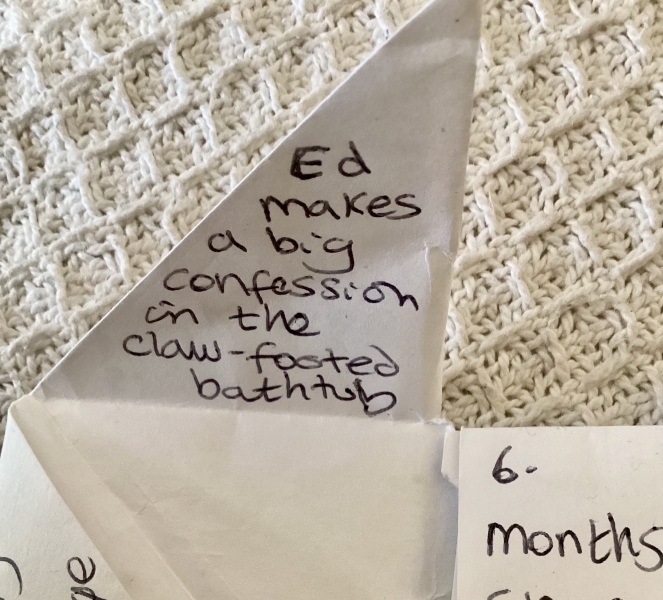 Ed
makes
a big
confession
in the
claw-footed
bathtub
6.
months